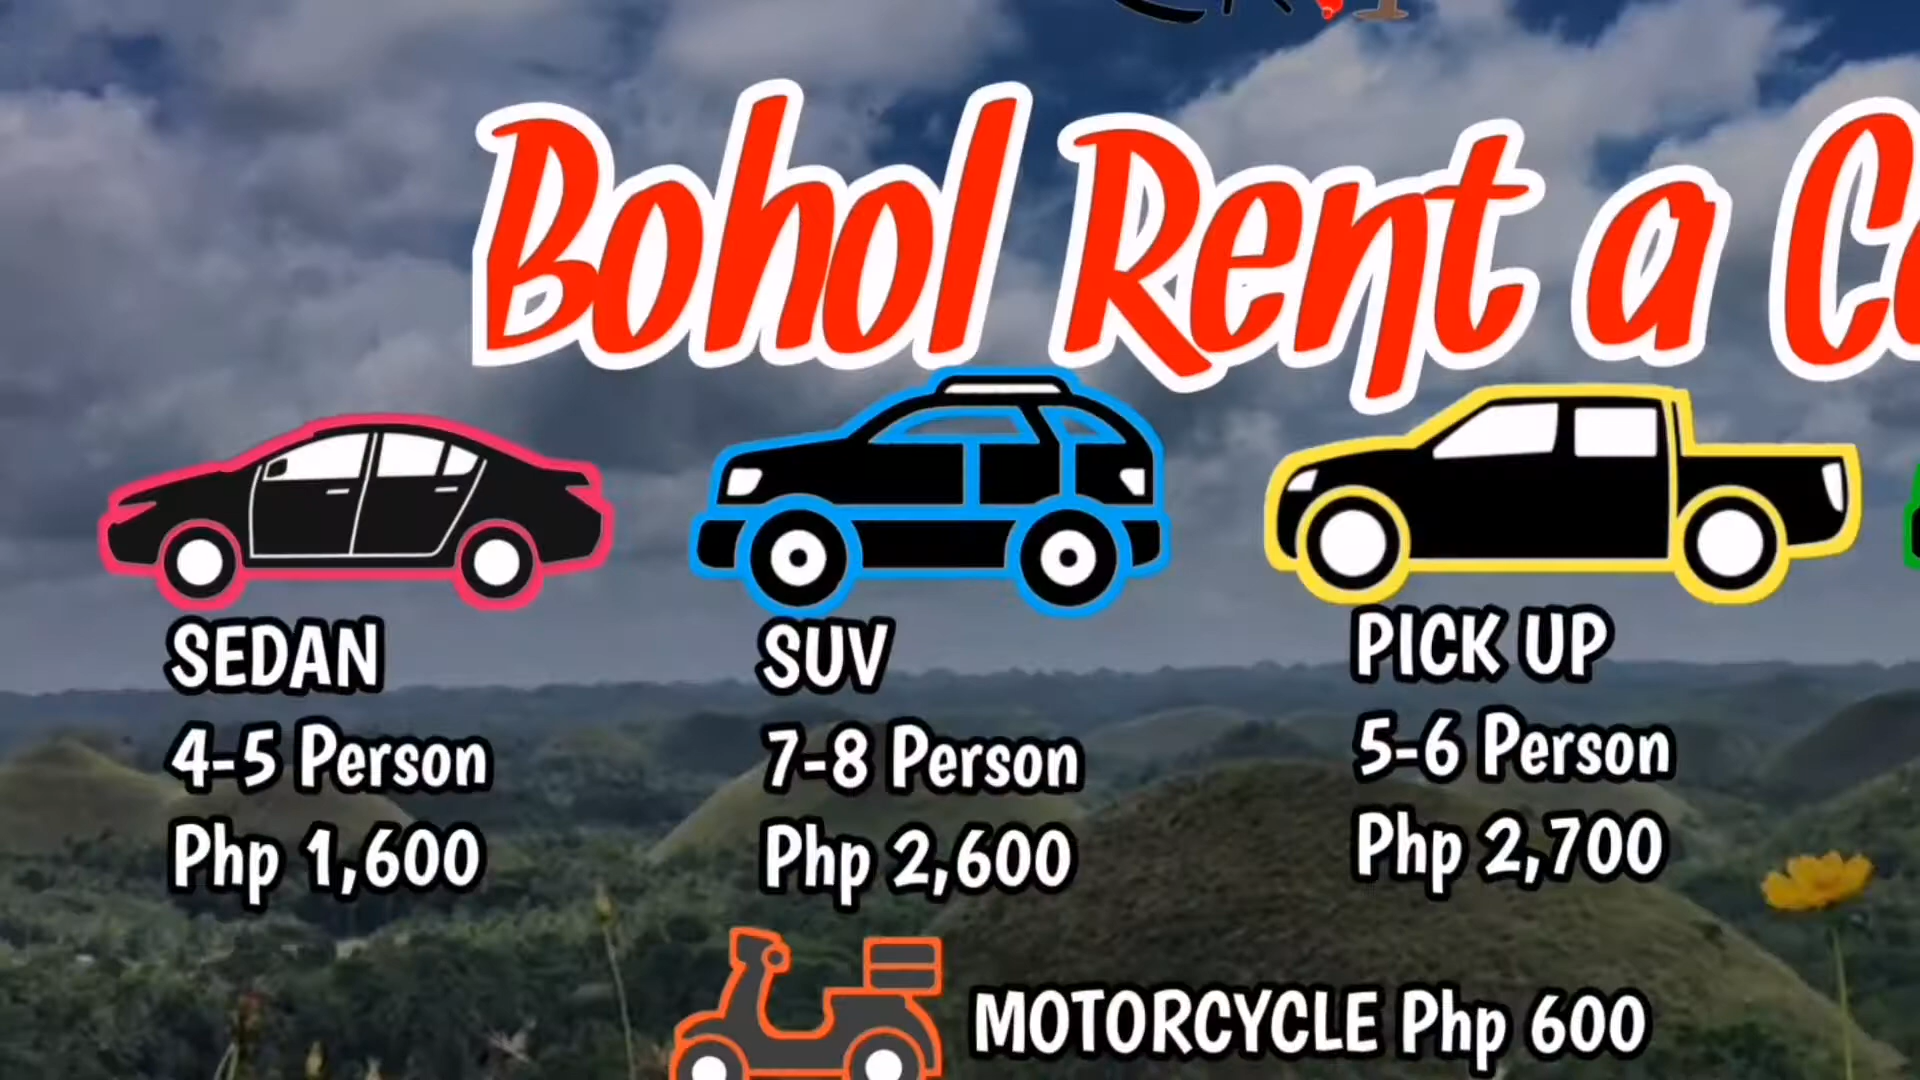 Bohol Rent a
SEDAN
4-5 Person
Php 1,600
SUV
7-8 Person
Php 2,600
PICK UP
5-6 Person
Php 2,700
MOTORCYCLE Php 600